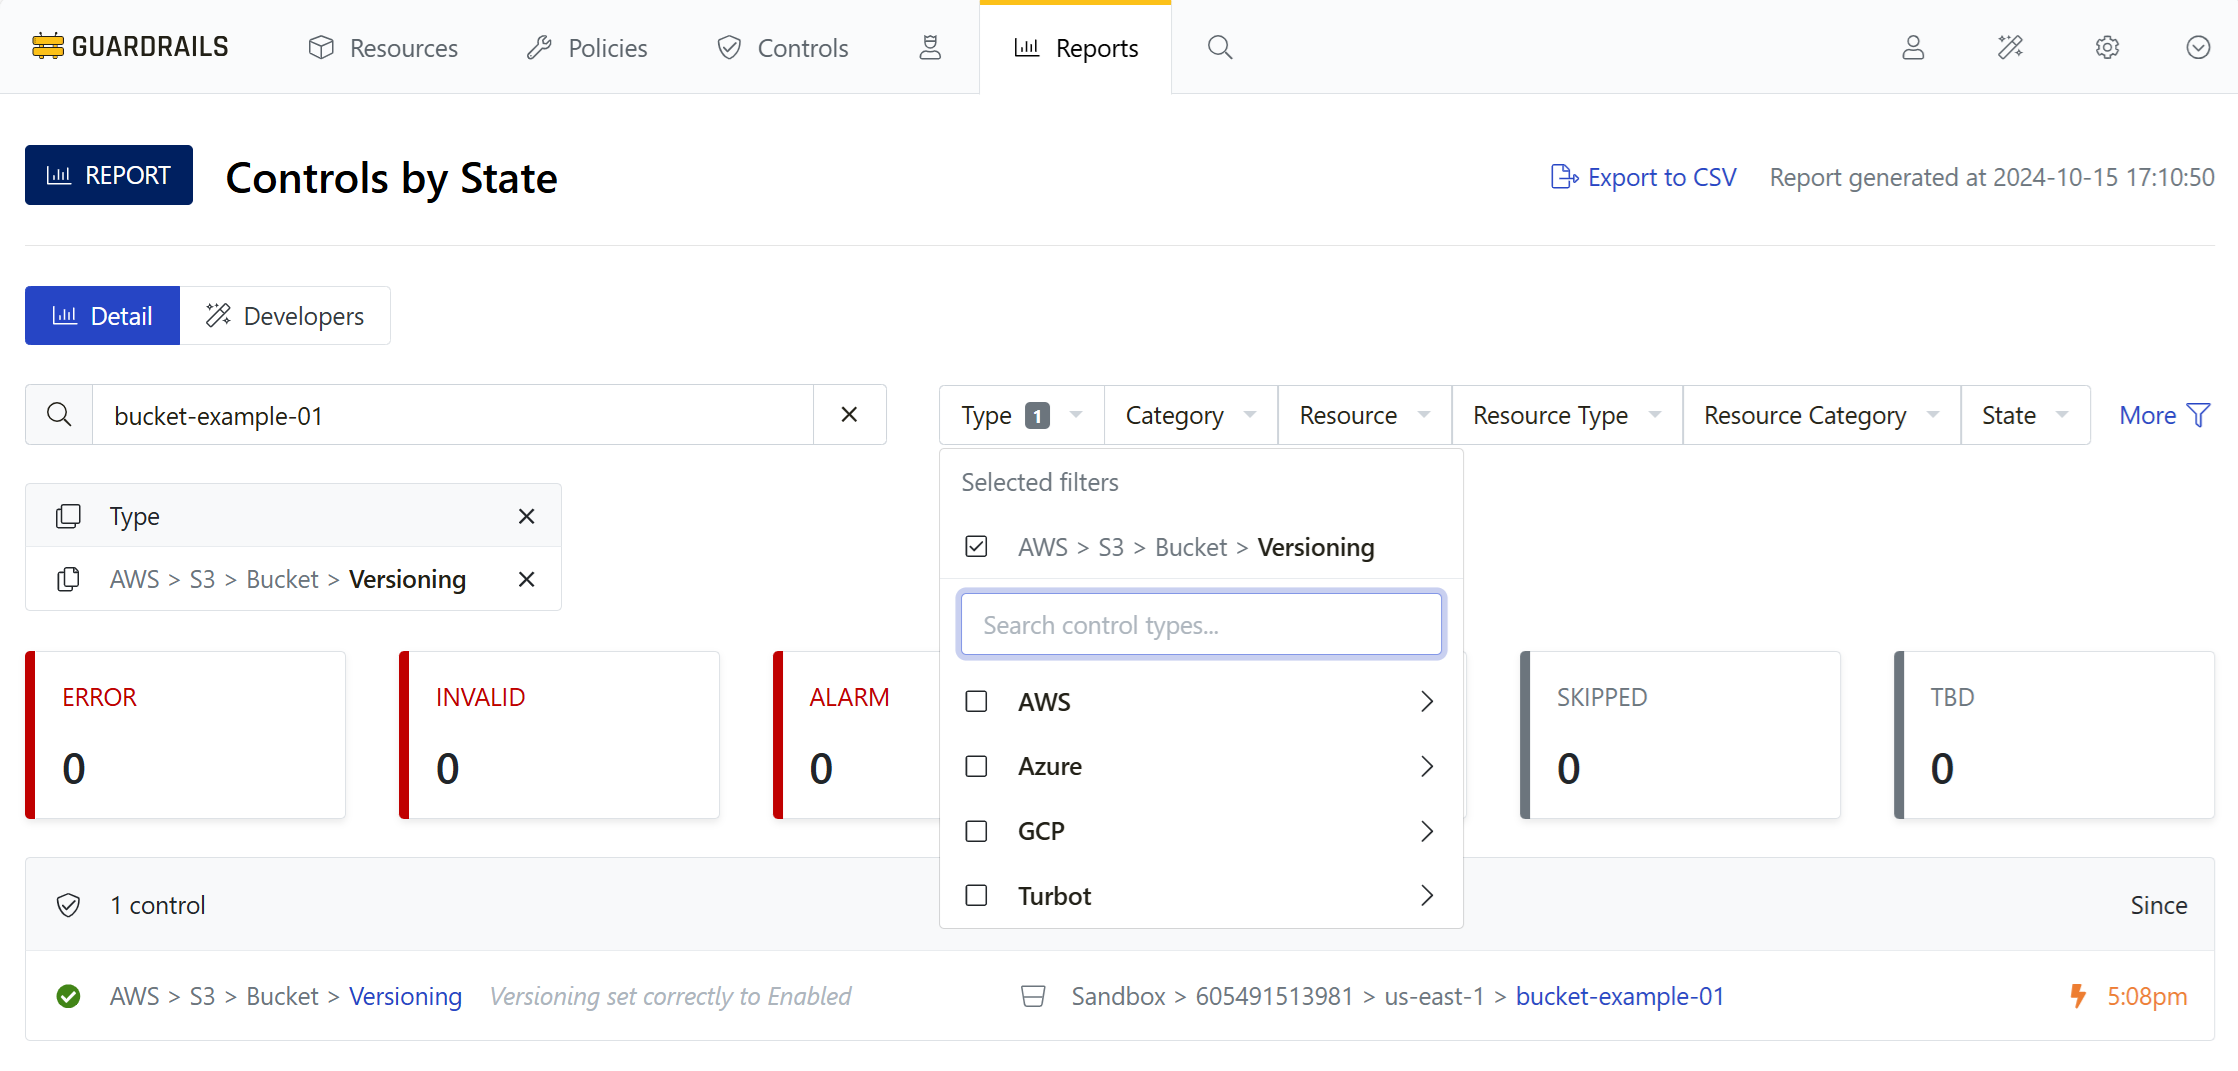 GUARDRAILS Resources Policies Controls Reports
REPORT Controls by State Export to CSV Report generated at 2024-10-15 17:10:50
Detail Developers
bucket-example-01 Type 1 Category Resource Resource Type Resource Category State More
Selected filters
Type
AWS > S3 > Bucket > Versioning
AWS > S3 > Bucket > Versioning
Search control types...
ERROR INVALID ALARM SKIPPED TBD
0 0 0 0 0
AWS
Azure
GCP
Turbot
1 control Since
AWS > S3 > Bucket > Versioning Versioning set correctly to Enabled Sandbox > 605491513981 > us-east-1 > bucket-example-01 5:08pm